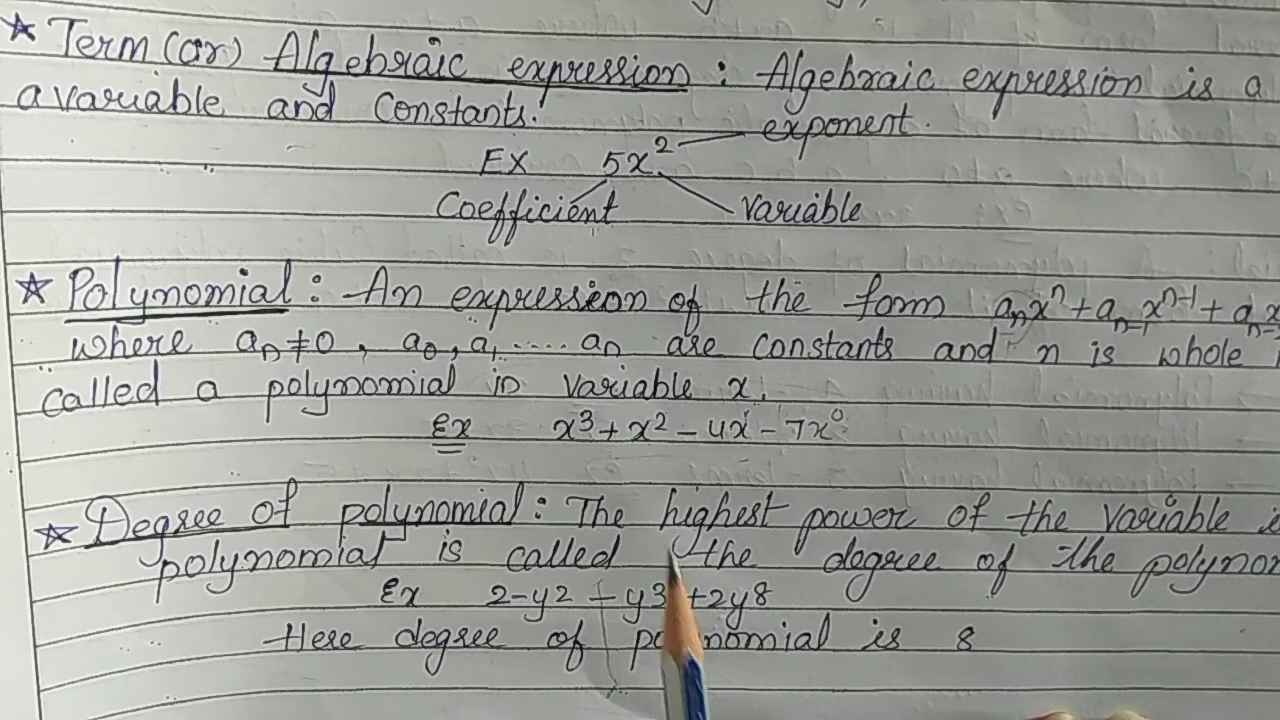 ☆ Term (or) Algebraic expression : Algebraic expression is a
a variable and Constants.
exponent.
EX 5x²
Coefficient variable
☆ Polynomial : An expression of the form aₙxⁿ + aₙ₋₁xⁿ⁻¹ + aₙ₋₂x
where aₙ ≠ 0 , a₀, a₁ ..... aₙ are constants and n is whole
called a polynomial in variable x.
Ex x³ + x² - 4x - 7x⁰
☆ Degree of polynomial : The highest power of the variable i
polynomial is called the degree of the polynom
Ex 2-y2 - y3 +2y8
Here degree of polynomial is 8